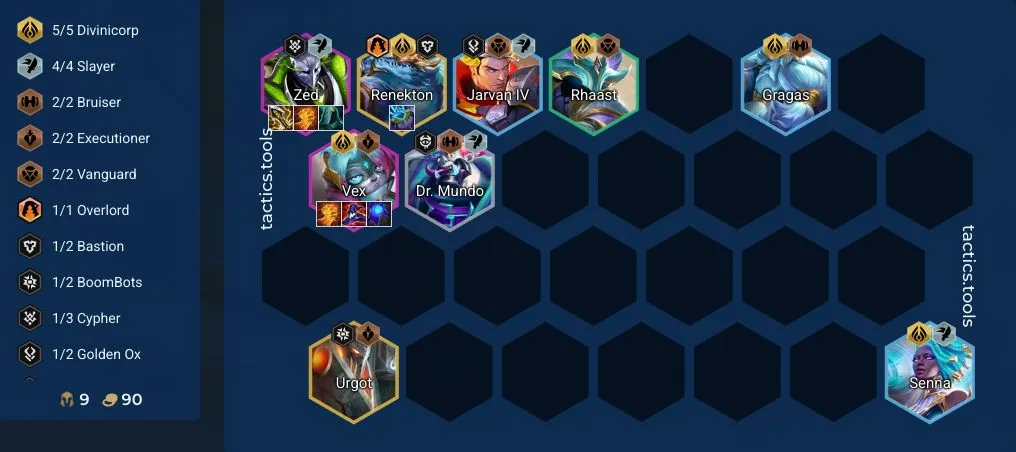 5/5 Divinicorp
4/4 Slayer
2/2 Bruiser
2/2 Executioner
2/2 Vanguard
1/1 Overlord
1/2 Bastion
1/2 BoomBots
1/3 Cypher
1/2 Golden Ox
9 90
Zed Renekton Jarvan IV Rhaast Gragas
Vex Dr. Mundo
Urgot Senna
tactics.tools
tactics.tools